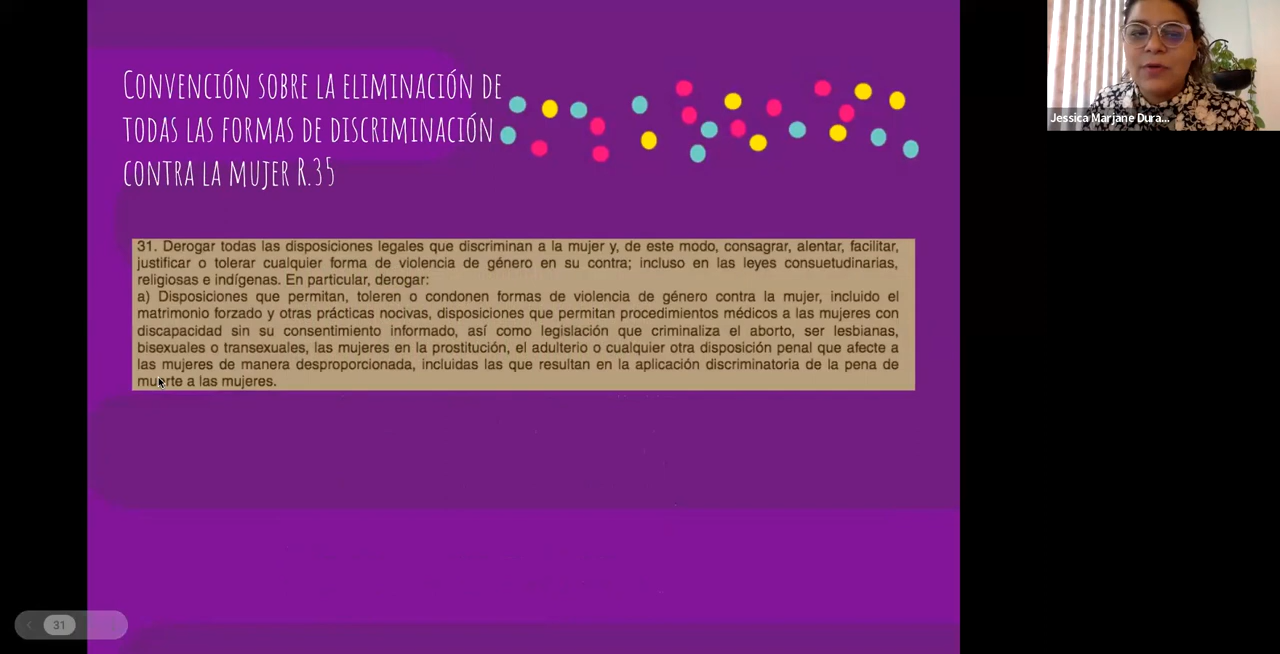 CONVENCIÓN SOBRE LA ELIMINACIÓN DE
TODAS LAS FORMAS DE DISCRIMINACIÓN
CONTRA LA MUJER R.35
31. Derogar todas las disposiciones legales que discriminan a la mujer y, de este modo, consagrar, alentar, facilitar,
justificar o tolerar cualquier forma de violencia de género en su contra; incluso en las leyes consuetudinarias,
religiosas e indígenas. En particular, derogar:
a) Disposiciones que permitan, toleren o condonen formas de violencia de género contra la mujer, incluido el
matrimonio forzado y otras prácticas nocivas, disposiciones que permitan procedimientos médicos a las mujeres con
discapacidad sin su consentimiento informado, así como legislación que criminaliza el aborto, ser lesbianas,
bisexuales o transexuales, las mujeres en la prostitución, el adulterio o cualquier otra disposición penal que afecte a
las mujeres de manera desproporcionada, incluidas las que resultan en la aplicación discriminatoria de la pena de
muerte a las mujeres.
Jessica Marjane Dura...
31